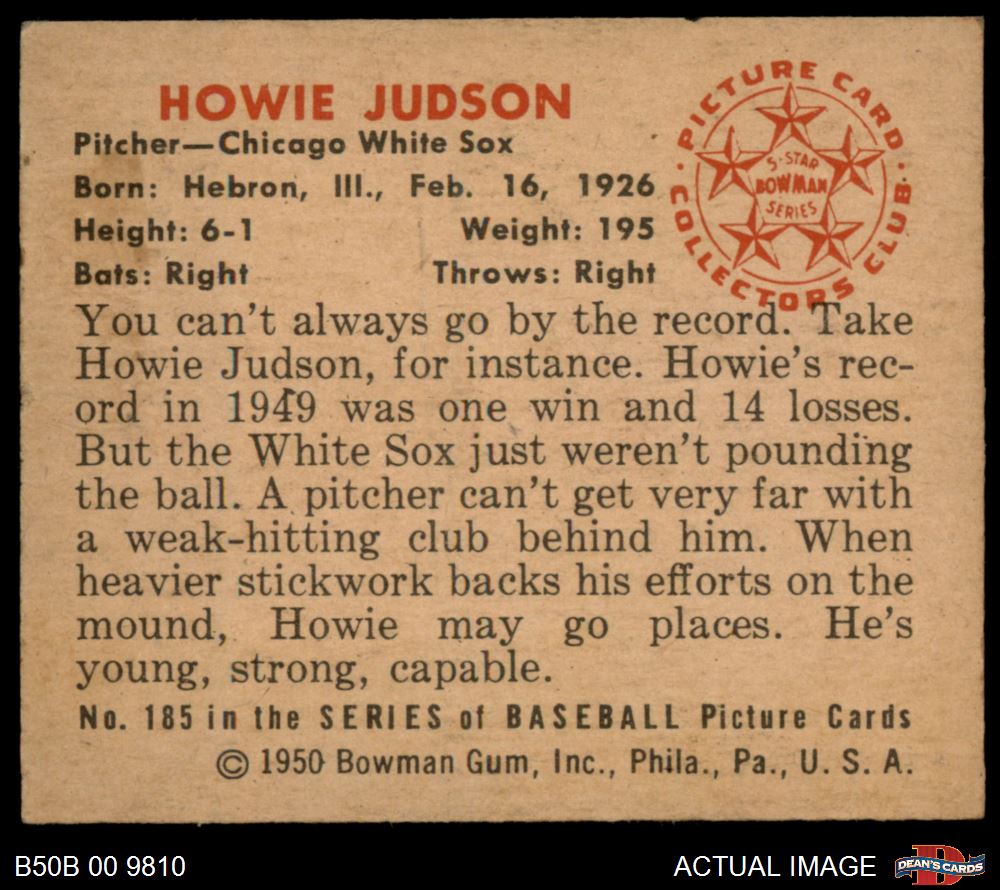 HOWIE JUDSON
Pitcher—Chicago White Sox
Born: Hebron, Ill., Feb. 16, 1926
Height: 6-1 Weight: 195
Bats: Right Throws: Right
PICTURE CARD COLLECTORS CLUB
5-STAR
BOWMAN
SERIES
You can't always go by the record. Take
Howie Judson, for instance. Howie's rec-
ord in 1949 was one win and 14 losses.
But the White Sox just weren't pounding
the ball. A pitcher can't get very far with
a weak-hitting club behind him. When
heavier stickwork backs his efforts on the
mound, Howie may go places. He's
young, strong, capable.
No. 185 in the SERIES of BASEBALL Picture Cards
© 1950 Bowman Gum, Inc., Phila., Pa., U. S. A.
B50B 00 9810
ACTUAL IMAGE
D
DEAN'S CARDS